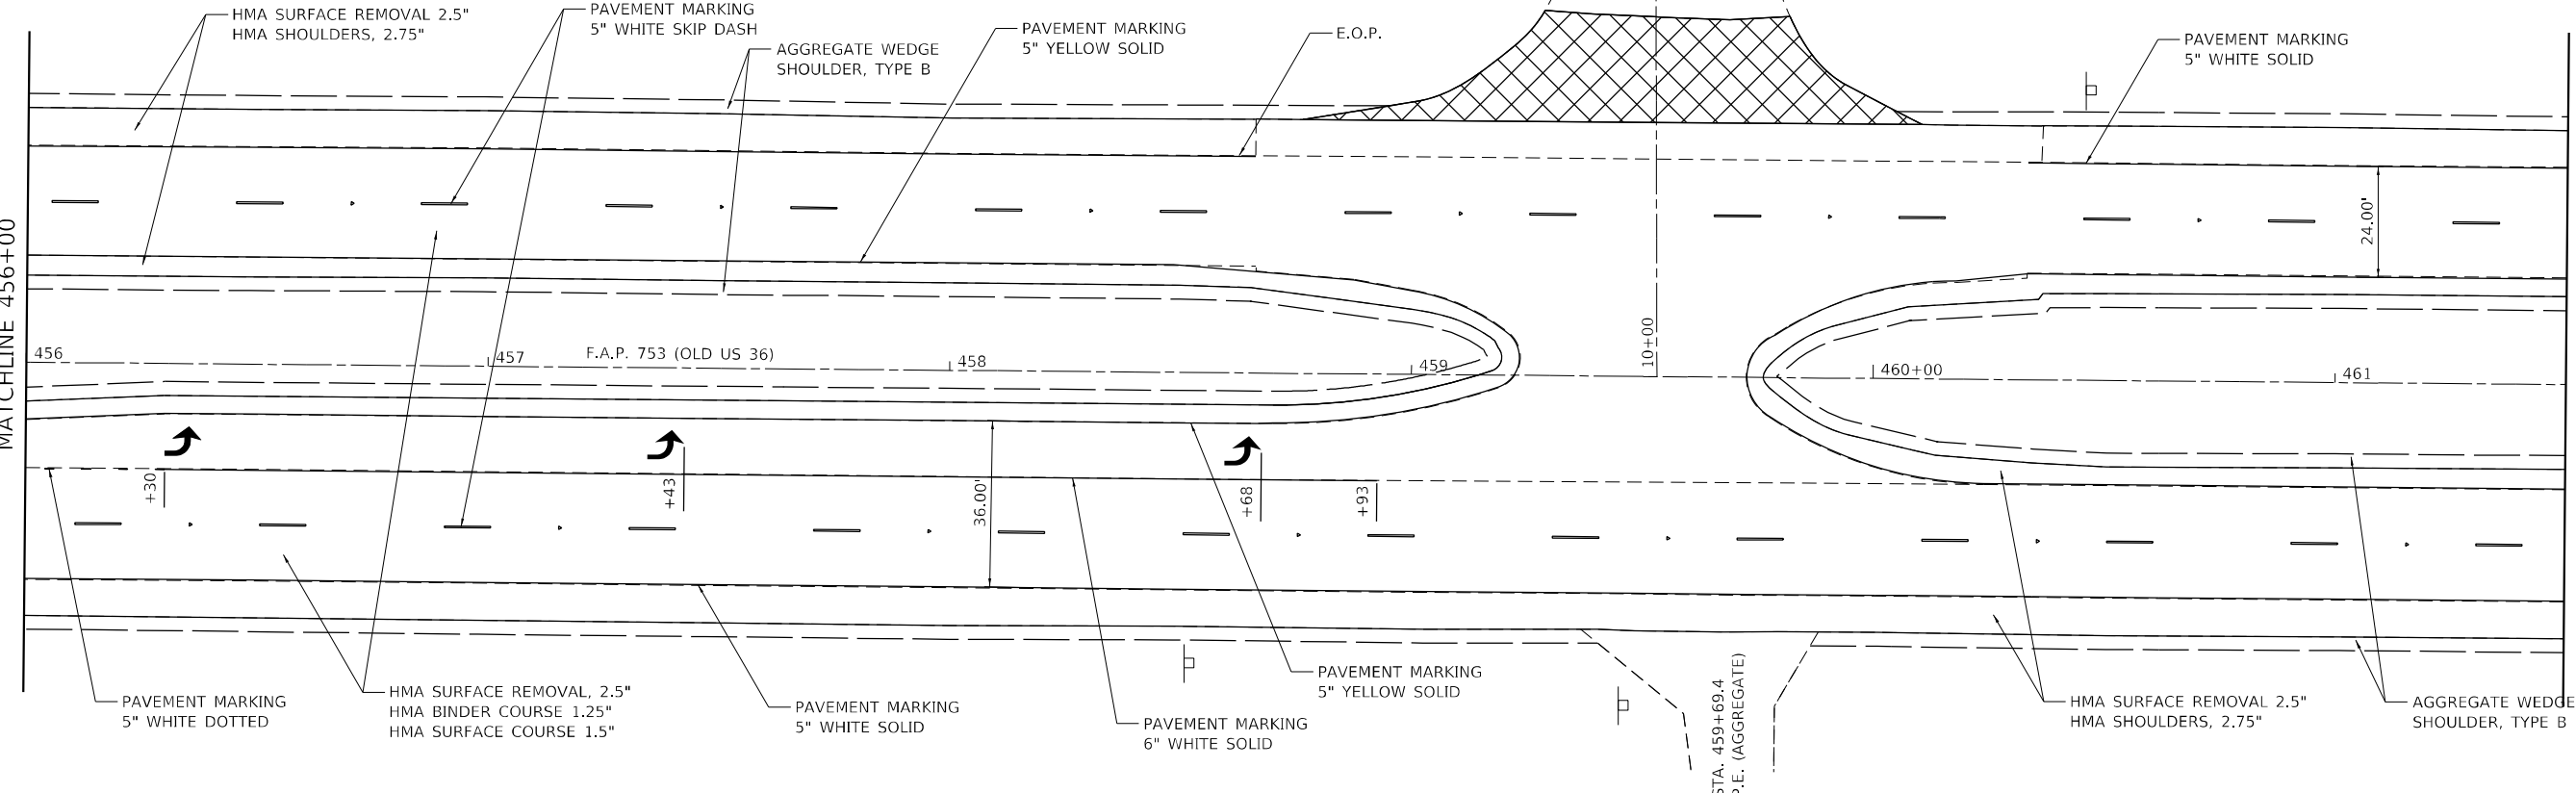 HMA SURFACE REMOVAL 2.5"
HMA SHOULDERS, 2.75"
PAVEMENT MARKING
5" WHITE SKIP DASH
AGGREGATE WEDGE
SHOULDER, TYPE B
PAVEMENT MARKING
5" YELLOW SOLID
E.O.P.
PAVEMENT MARKING
5" WHITE SOLID
MATCHLINE 456+00
24.00'
10+00
456
457
F.A.P. 753 (OLD US 36)
458
459
460+00
461
+30
+43
36.00'
+68
+93
PAVEMENT MARKING
5" WHITE DOTTED
HMA SURFACE REMOVAL, 2.5"
HMA BINDER COURSE 1.25"
HMA SURFACE COURSE 1.5"
PAVEMENT MARKING
5" WHITE SOLID
PAVEMENT MARKING
6" WHITE SOLID
PAVEMENT MARKING
5" YELLOW SOLID
STA. 459+69.4
P.E. (AGGREGATE)
HMA SURFACE REMOVAL 2.5"
HMA SHOULDERS, 2.75"
AGGREGATE WEDGE
SHOULDER, TYPE B